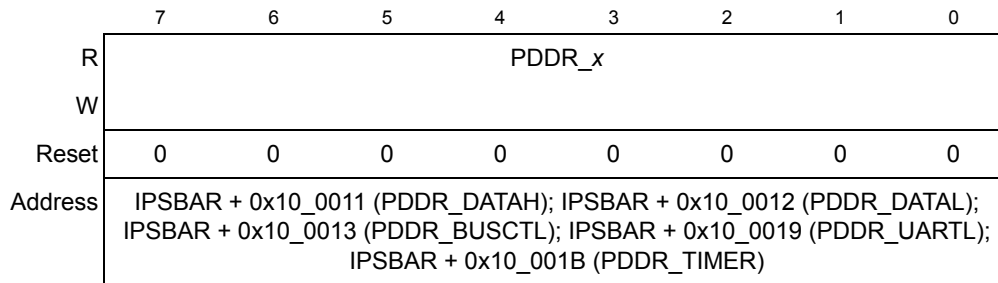 7 6 5 4 3 2 1 0
R PDDR_x
W
Reset 0 0 0 0 0 0 0 0
Address IPSBAR + 0x10_0011 (PDDR_DATAH); IPSBAR + 0x10_0012 (PDDR_DATAL);
IPSBAR + 0x10_0013 (PDDR_BUSCTL); IPSBAR + 0x10_0019 (PDDR_UARTL);
IPSBAR + 0x10_001B (PDDR_TIMER)